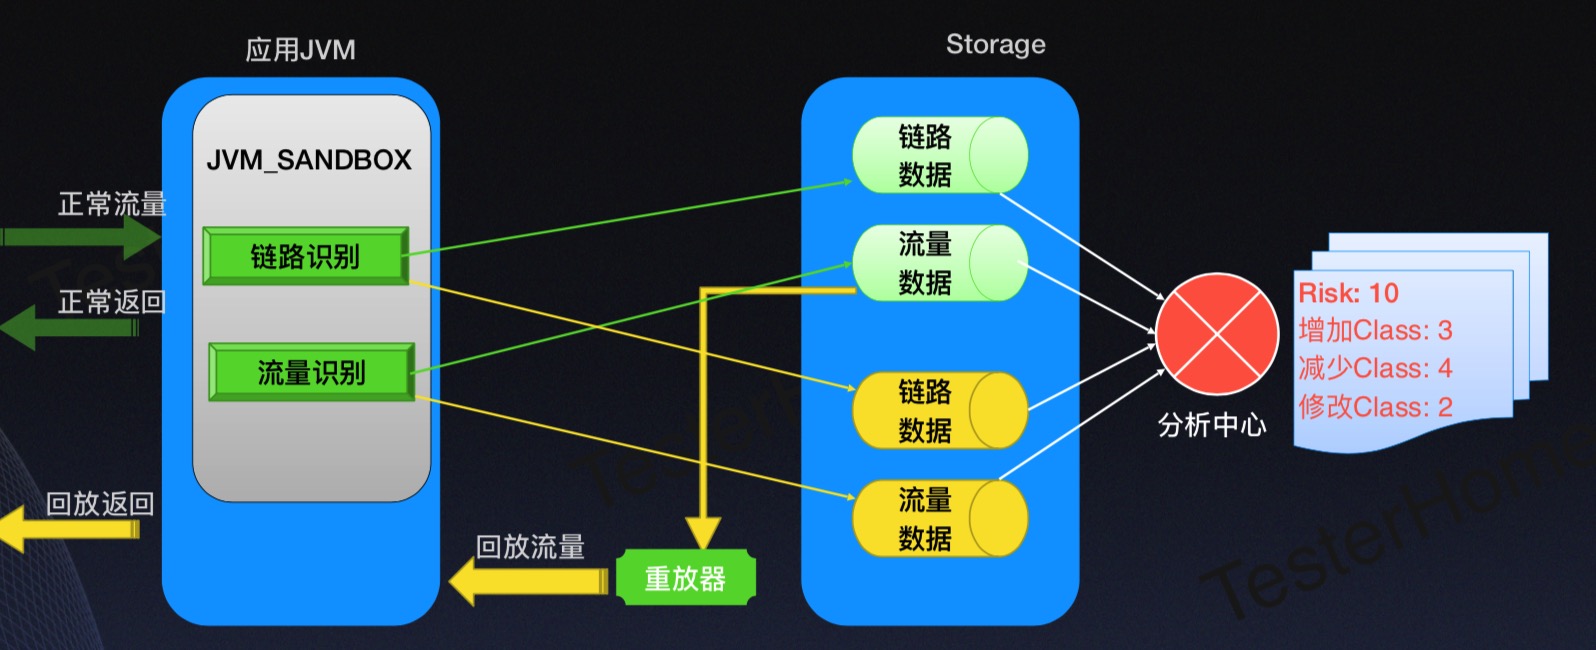 应用JVM
Storage
JVM_SANDBOX
正常流量
链路识别
正常返回
流量识别
回放返回
回放流量
重放器
链路
数据
流量
数据
链路
数据
流量
数据
分析中心
Risk: 10
增加Class: 3
减少Class: 4
修改Class: 2
TesterHome